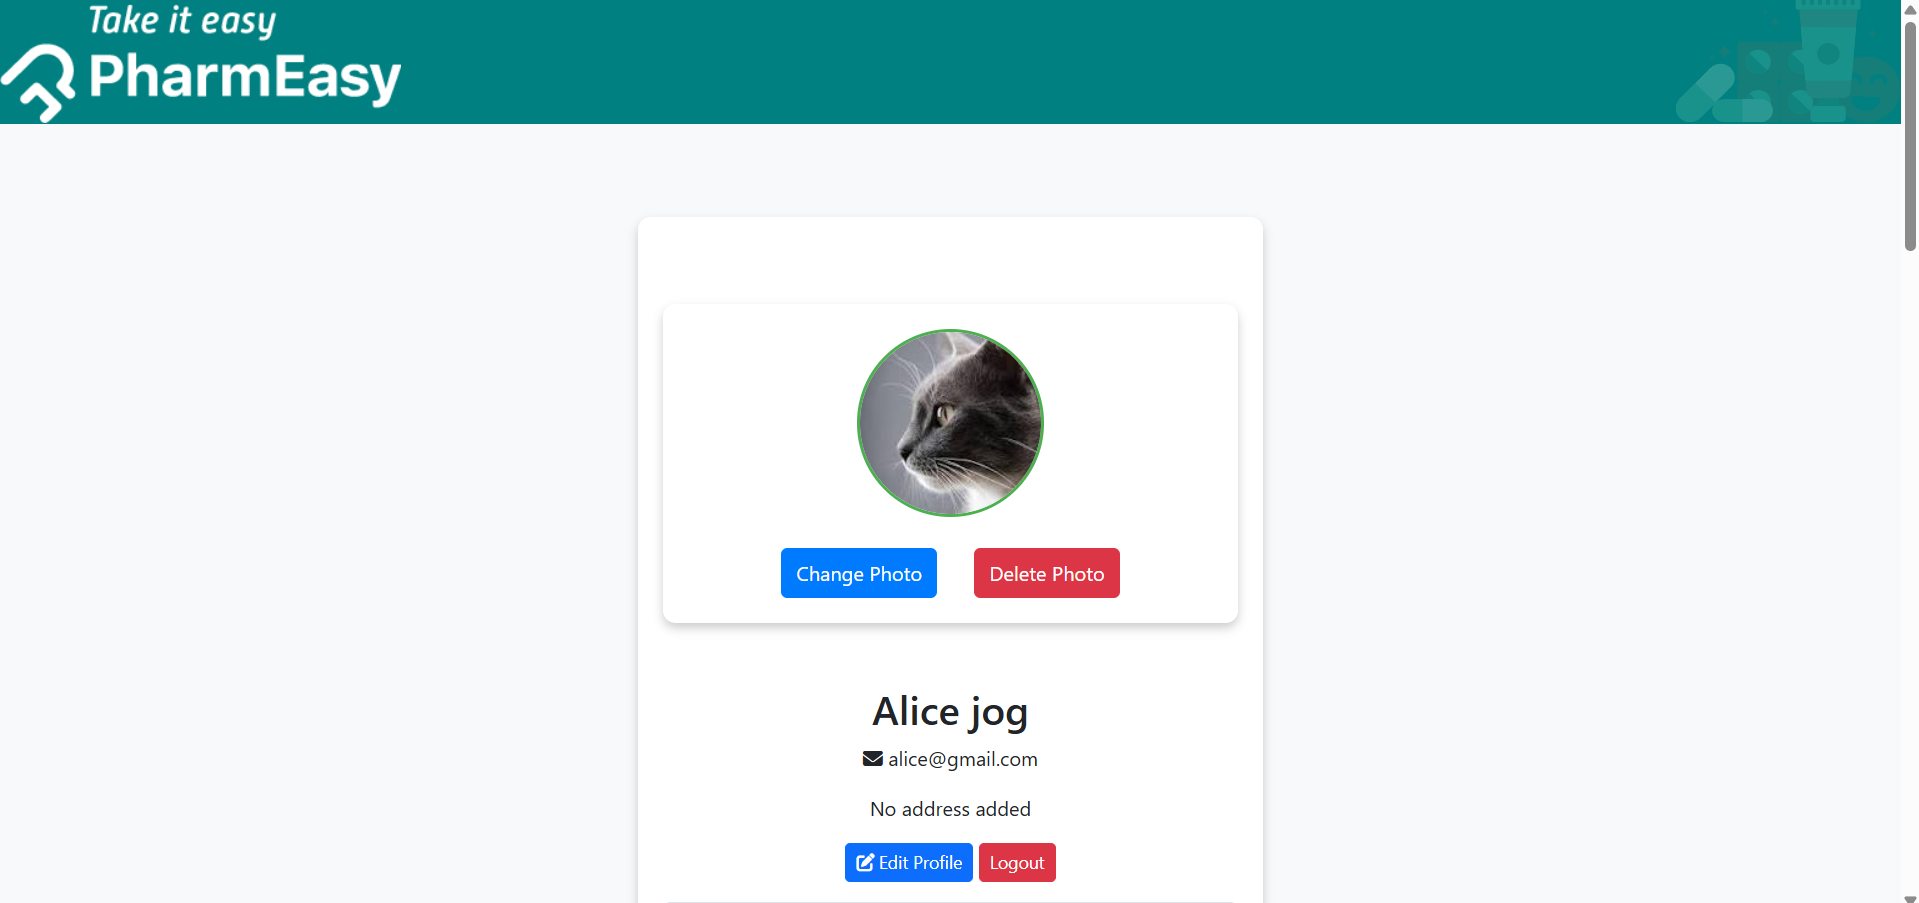 Take it easy
PharmEasy
Change Photo
Delete Photo
Alice jog
alice@gmail.com
No address added
Edit Profile
Logout